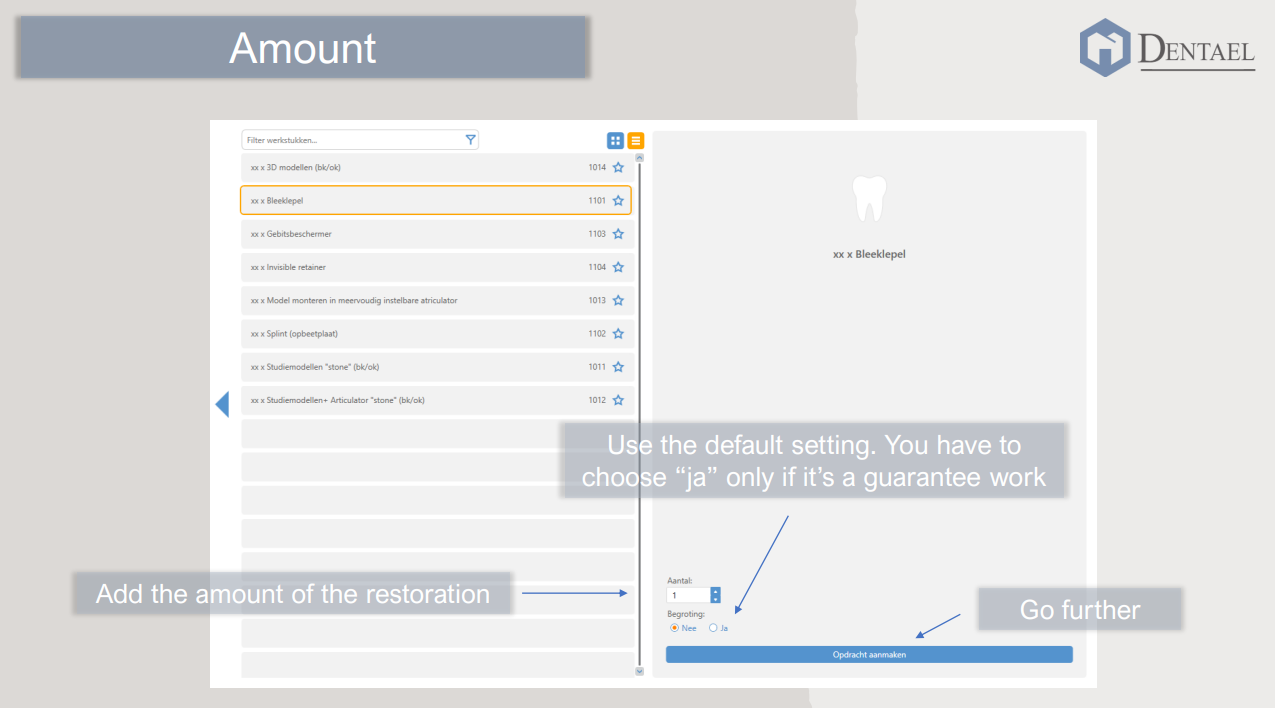 Amount
DENTAEL
Filter werkstukken...
xx x 3D modellen (bk/ok) 1014
xx x Bleeklepel 1101
xx x Gebitsbeschermer 1103
xx x Invisible retainer 1104
xx x Model monteren in meervoudig instelbare atriculator 1013
xx x Splint (opbeetplaat) 1102
xx x Studiemodellen "stone" (bk/ok) 1011
xx x Studiemodellen+ Articulator "stone" (bk/ok) 1012
xx x Bleeklepel
Use the default setting. You have to
choose “ja” only if it’s a guarantee work
Add the amount of the restoration
Aantal:
1
Begroting:
Nee Ja
Go further
Opdracht aanmaken